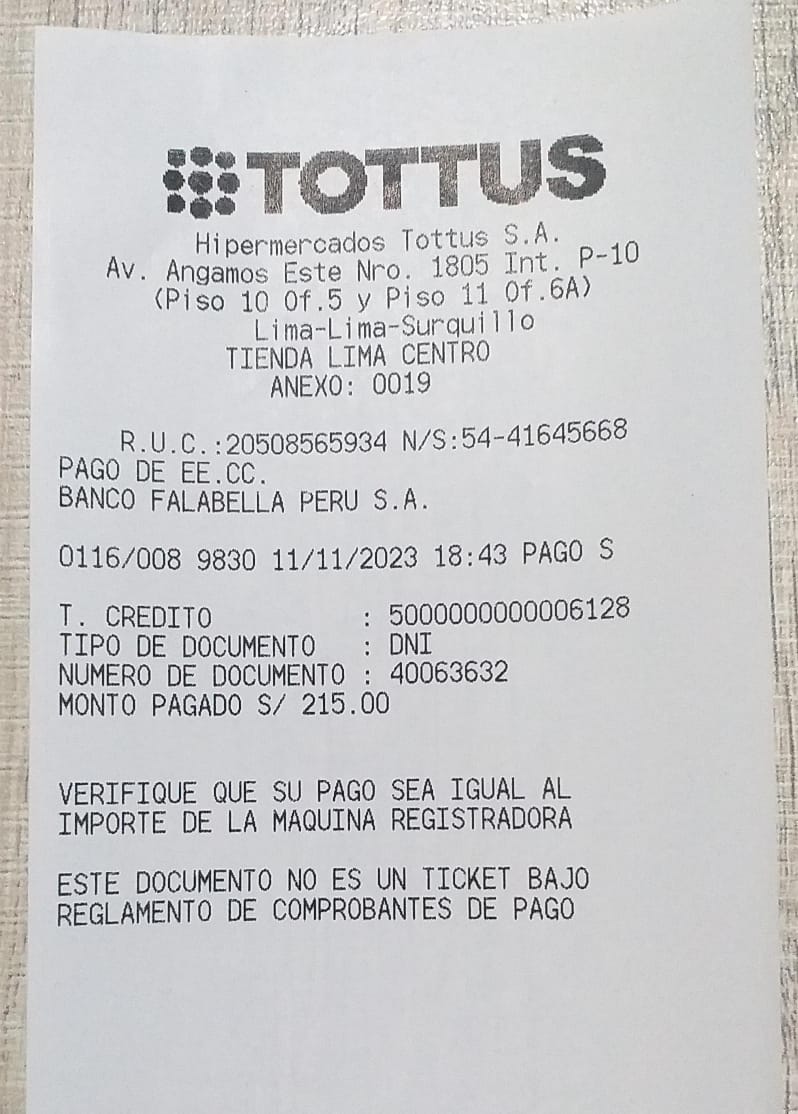 TOTTUS
Hipermercados Tottus S.A.
Av. Angamos Este Nro. 1805 Int. P-10
(Piso 10 Of.5 y Piso 11 Of.6A)
Lima-Lima-Surquillo
TIENDA LIMA CENTRO
ANEXO: 0019
R.U.C.:20508565934 N/S:54-41645668
PAGO DE EE.CC.
BANCO FALABELLA PERU S.A.
0116/008 9830 11/11/2023 18:43 PAGO S
T. CREDITO : 5000000000006128
TIPO DE DOCUMENTO : DNI
NUMERO DE DOCUMENTO : 40063632
MONTO PAGADO S/ 215.00
VERIFIQUE QUE SU PAGO SEA IGUAL AL
IMPORTE DE LA MAQUINA REGISTRADORA
ESTE DOCUMENTO NO ES UN TICKET BAJO
REGLAMENTO DE COMPROBANTES DE PAGO